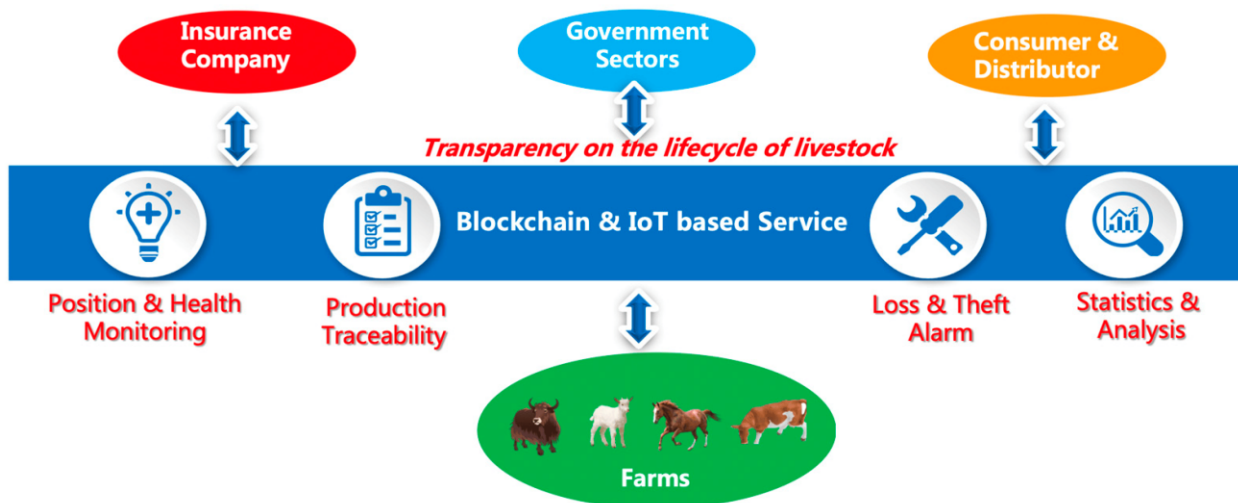 Insurance
Company
Government
Sectors
Consumer &
Distributor
Transparency on the lifecycle of livestock
Blockchain & IoT based Service
Position & Health
Monitoring
Production
Traceability
Loss & Theft
Alarm
Statistics &
Analysis
Farms